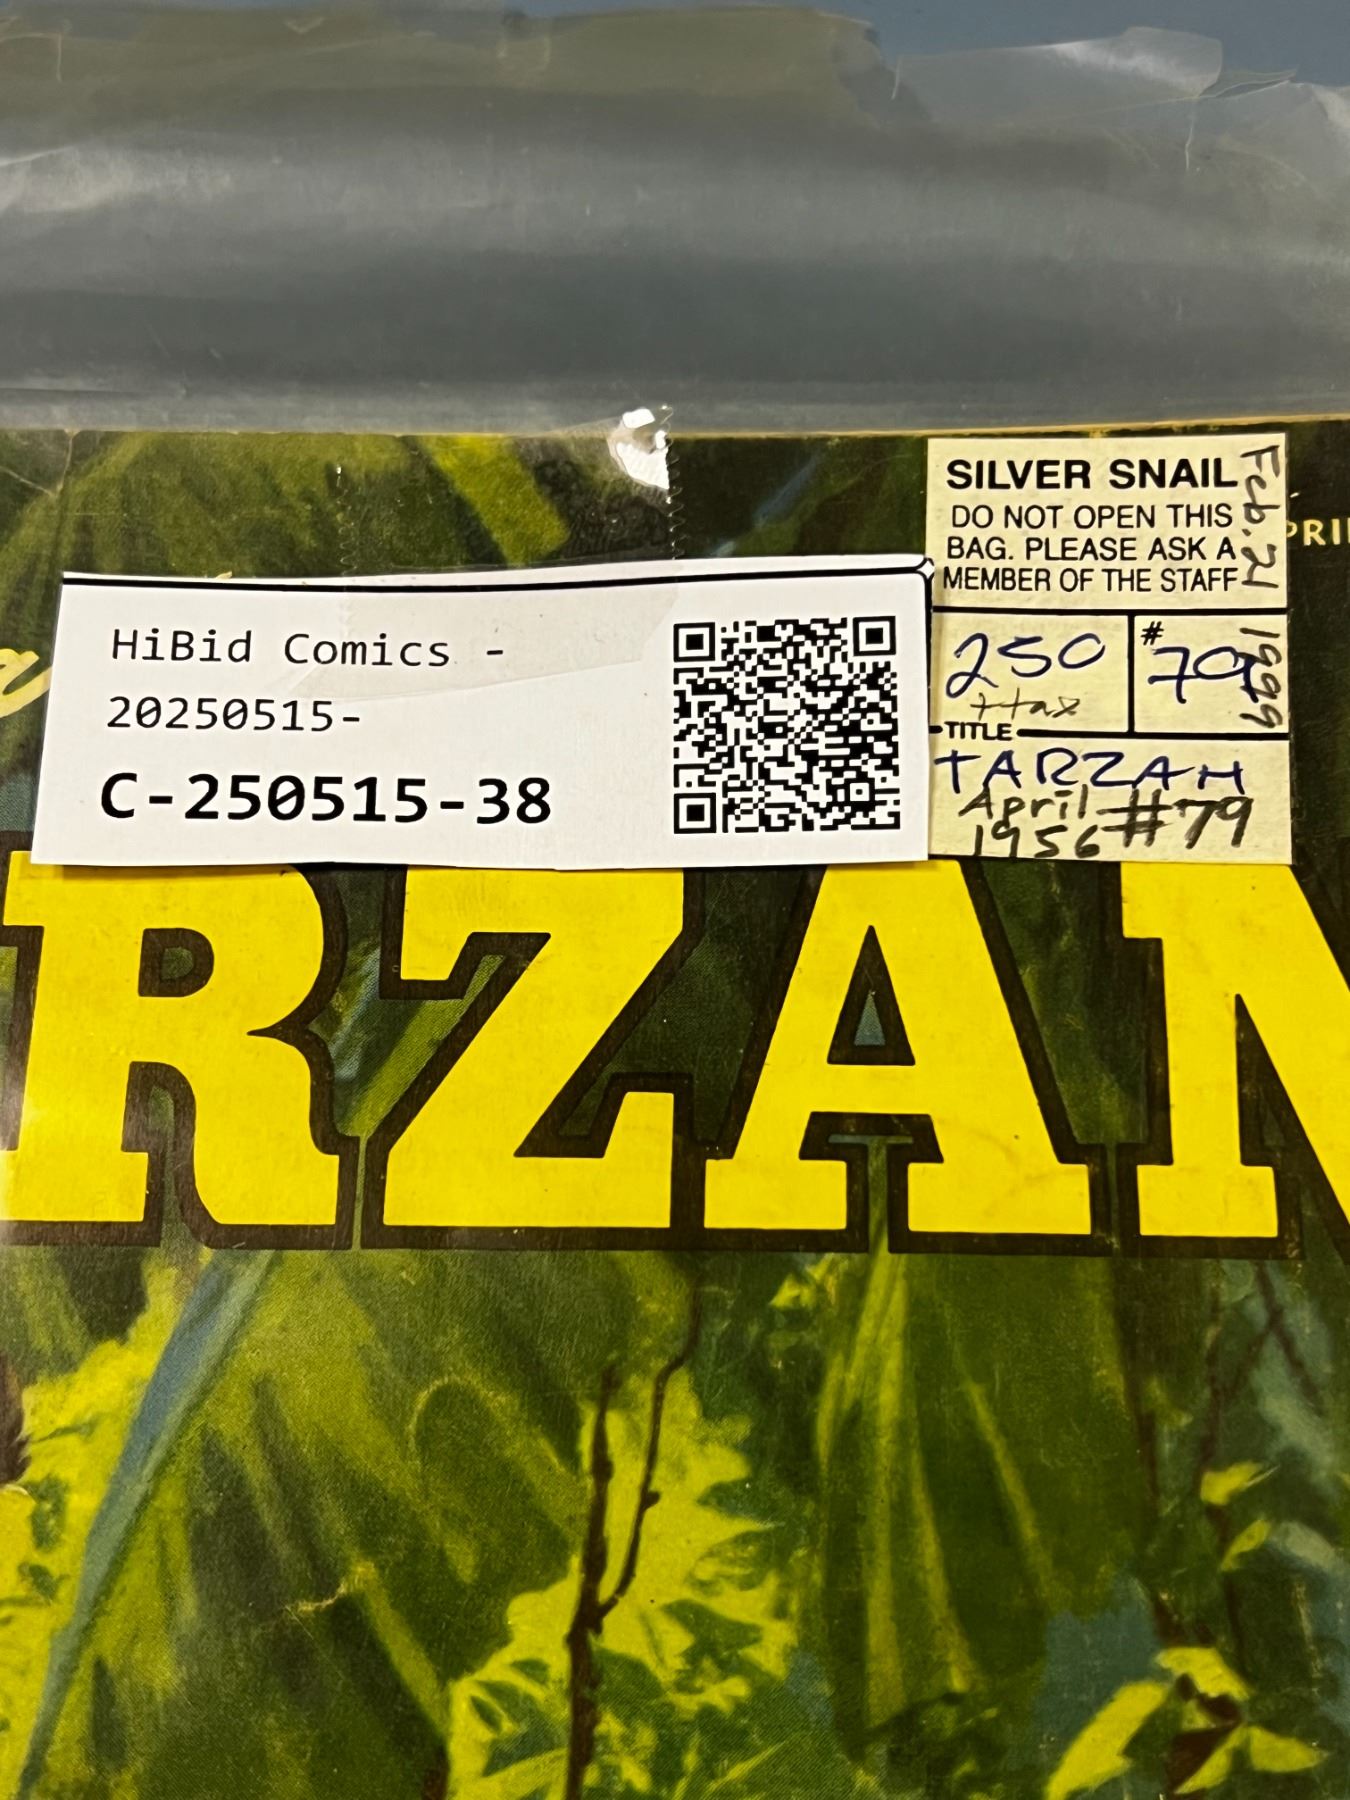 PRI
SILVER SNAIL
DO NOT OPEN THIS
BAG. PLEASE ASK A
MEMBER OF THE STAFF
Feb. 21 1999
250
+ tax
# 79
TITLE
TARZAN
April #79
1956
HiBid Comics -
20250515-
C-250515-38
RZAN